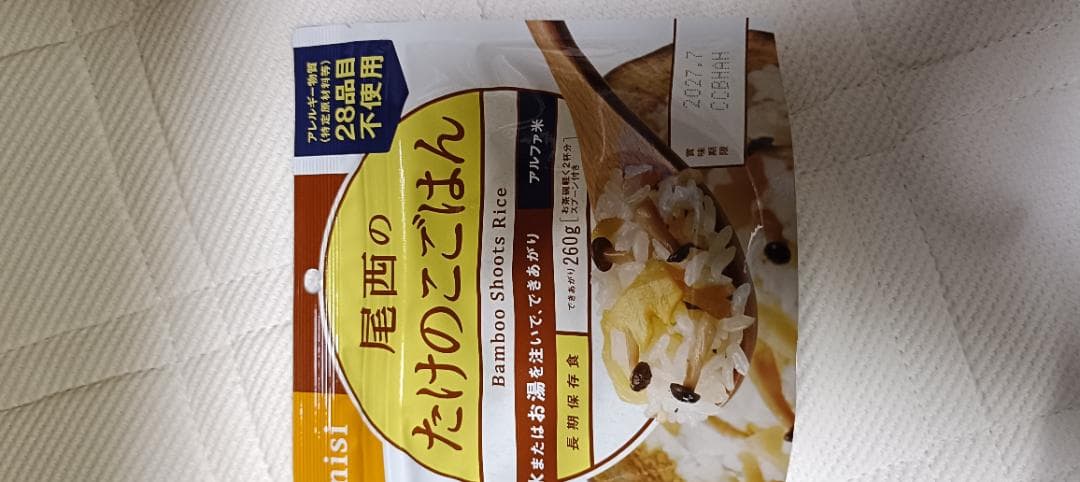 アレルギー物質
(特定原材料等)
28品目
不使用
尾西の
たけのこごはん
Bamboo Shoots Rice
アルファ米
水またはお湯を注いで、できあがり
長期保存食
できあがり260g
お茶碗軽く2杯分
スプーン付き
nisi
賞味期限
2027.7
CCBHAH